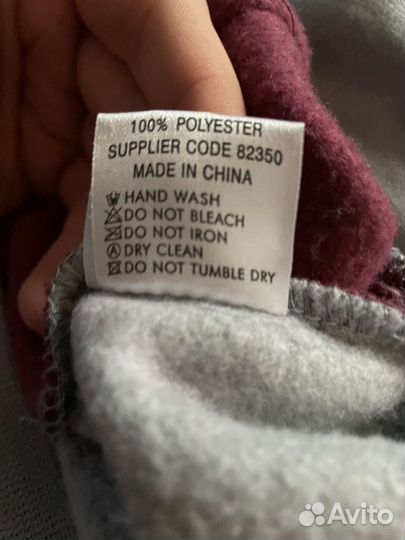 100% POLYESTER
SUPPLIER CODE 82350
MADE IN CHINA
HAND WASH
DO NOT BLEACH
DO NOT IRON
Ⓐ DRY CLEAN
DO NOT TUMBLE DRY
Avito